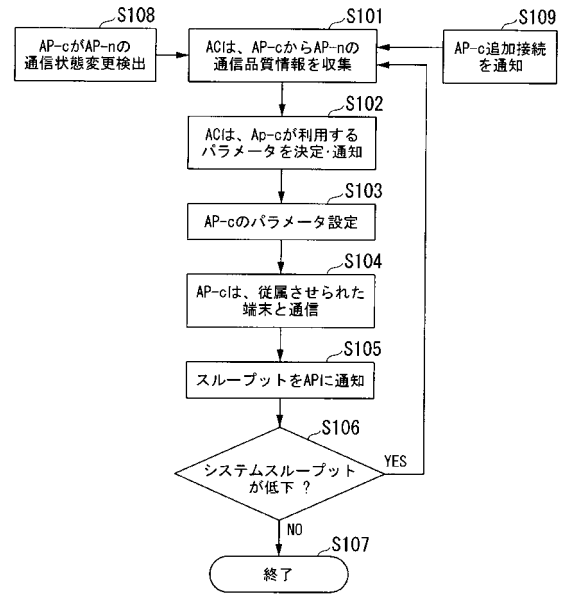 S108
AP-cがAP-nの
通信状態変更検出
S101
ACは、AP-cからAP-nの
通信品質情報を収集
S109
AP-c追加接続
を通知
S102
ACは、Ap-cが利用する
パラメータを決定・通知
S103
AP-cのパラメータ設定
S104
AP-cは、従属させられた
端末と通信
S105
スループットをAPに通知
S106
システムスループット
が低下 ?
YES
NO
S107
終了